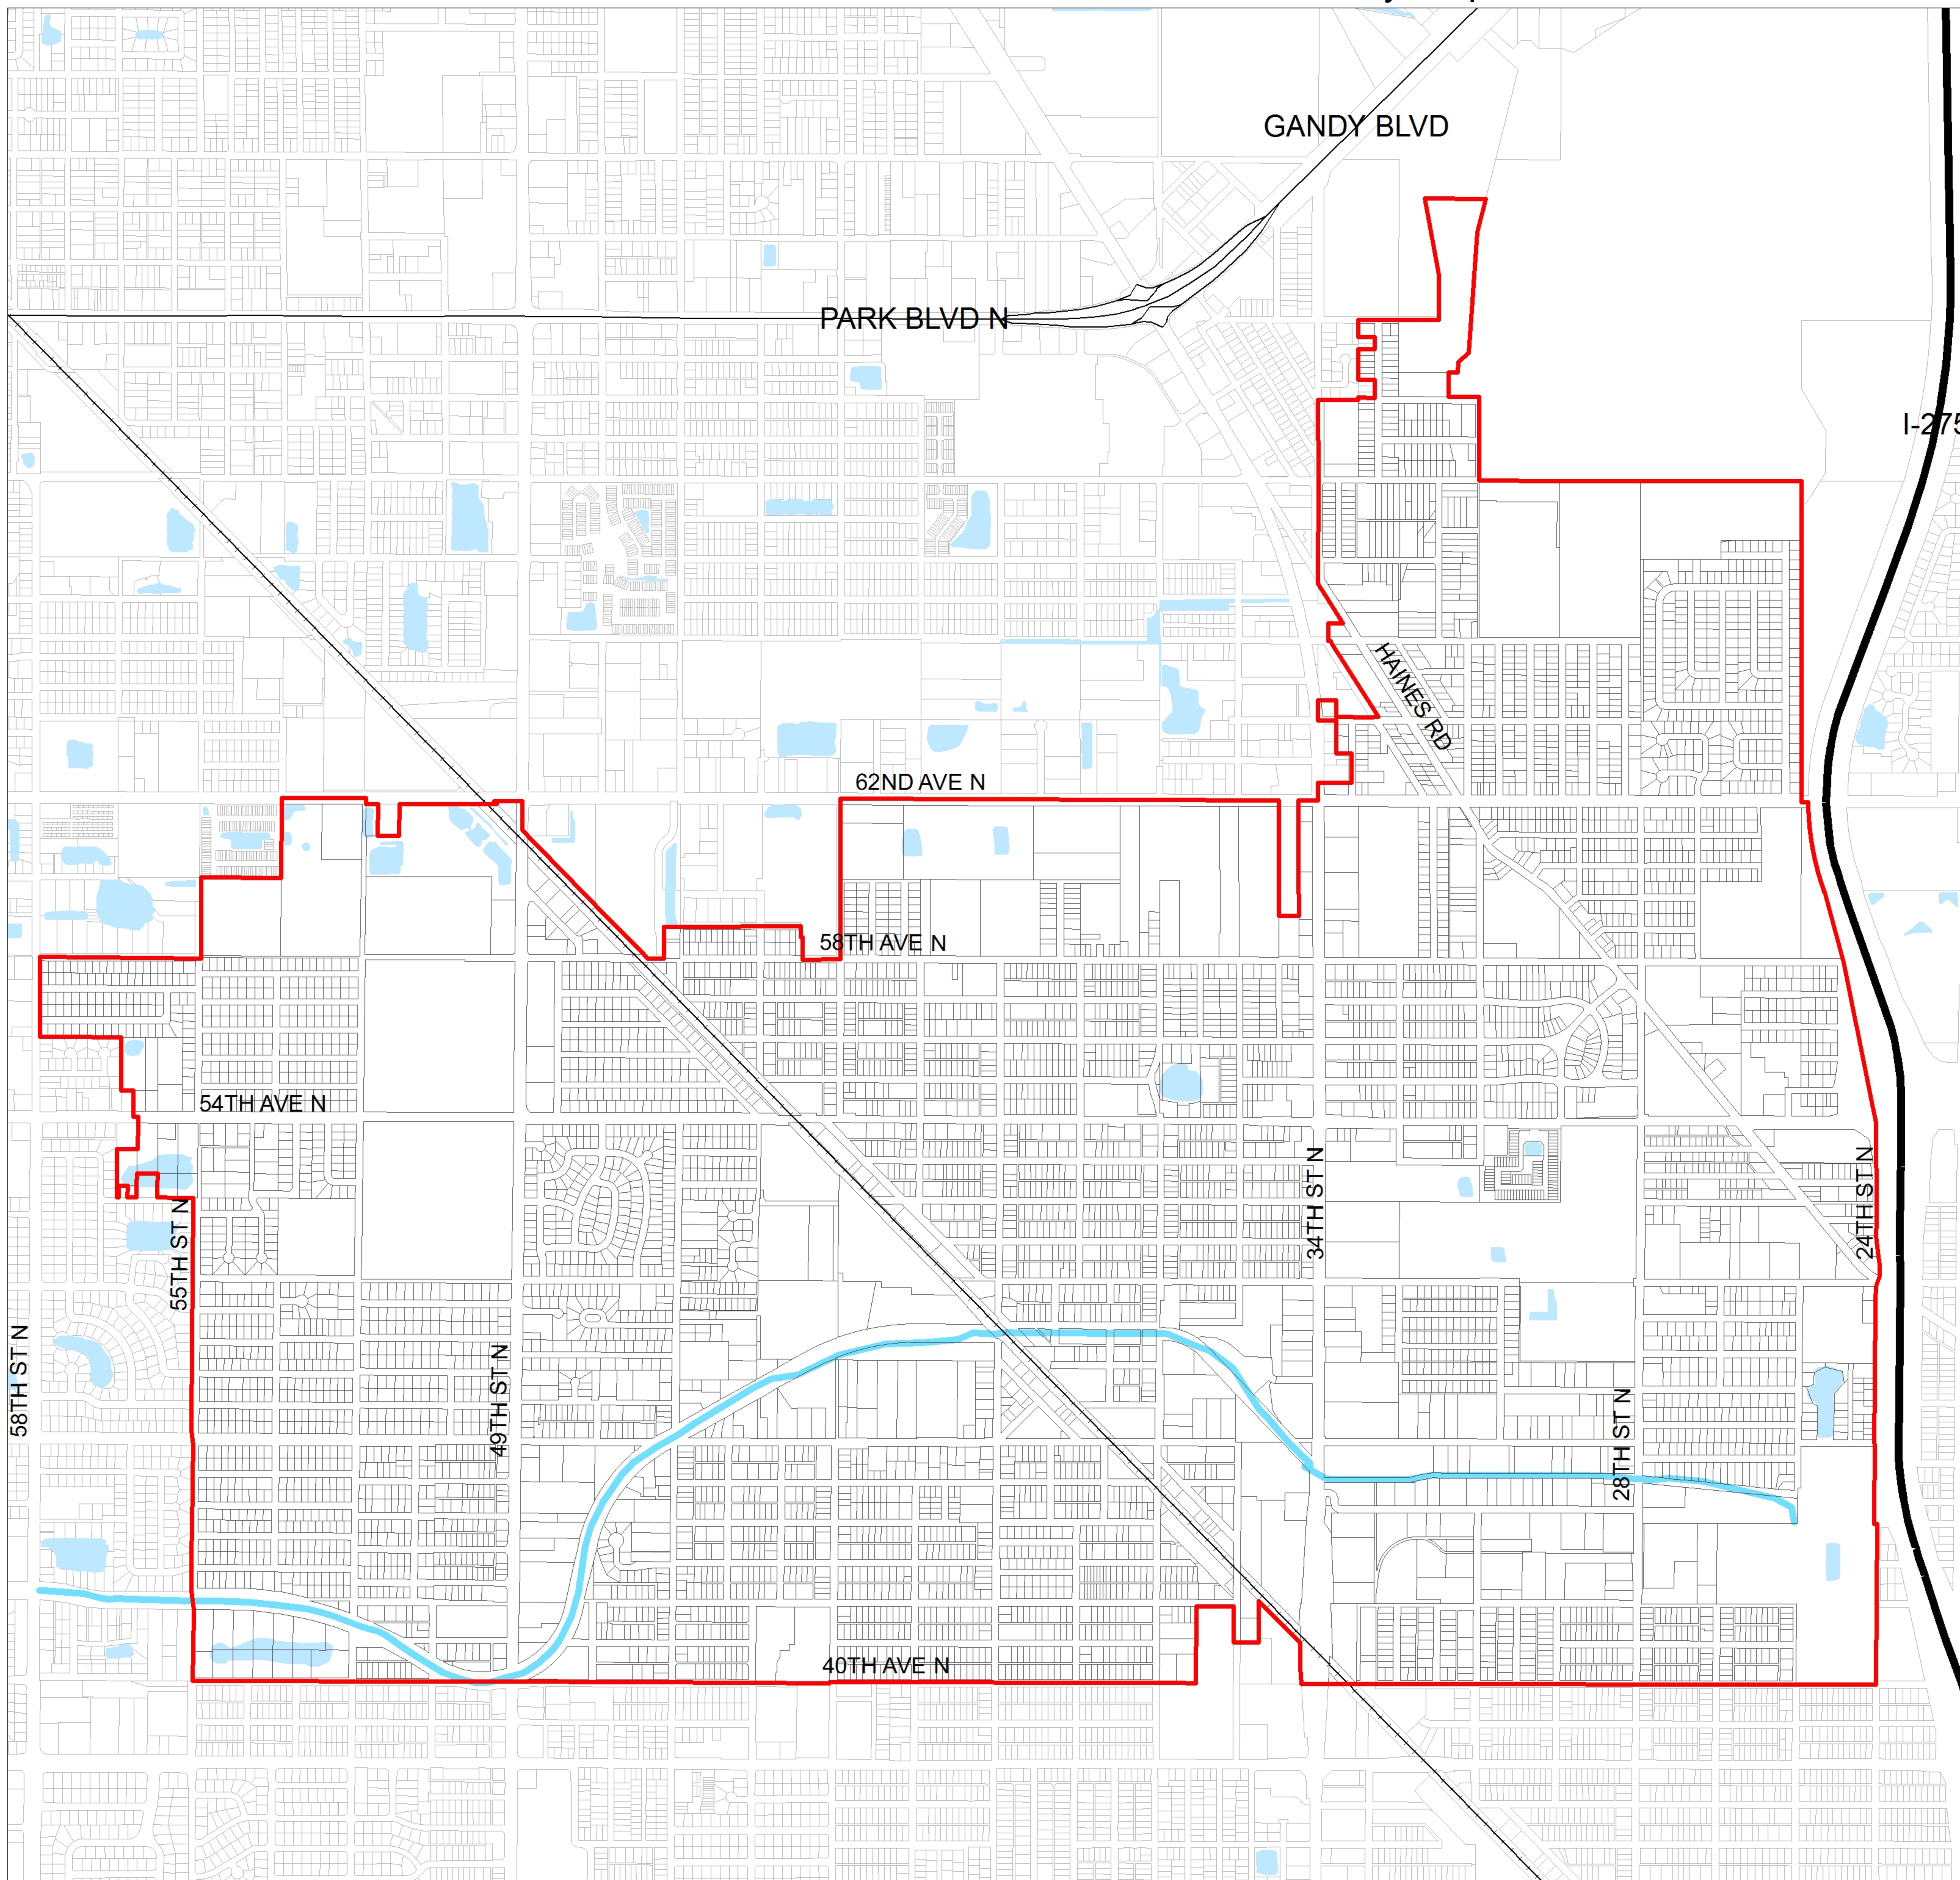 GANDY BLVD
PARK BLVD N
I-275
HAINES RD
62ND AVE N
58TH AVE N
54TH AVE N
34TH ST N
24TH ST N
55TH ST N
58TH ST N
49TH ST N
28TH ST N
40TH AVE N